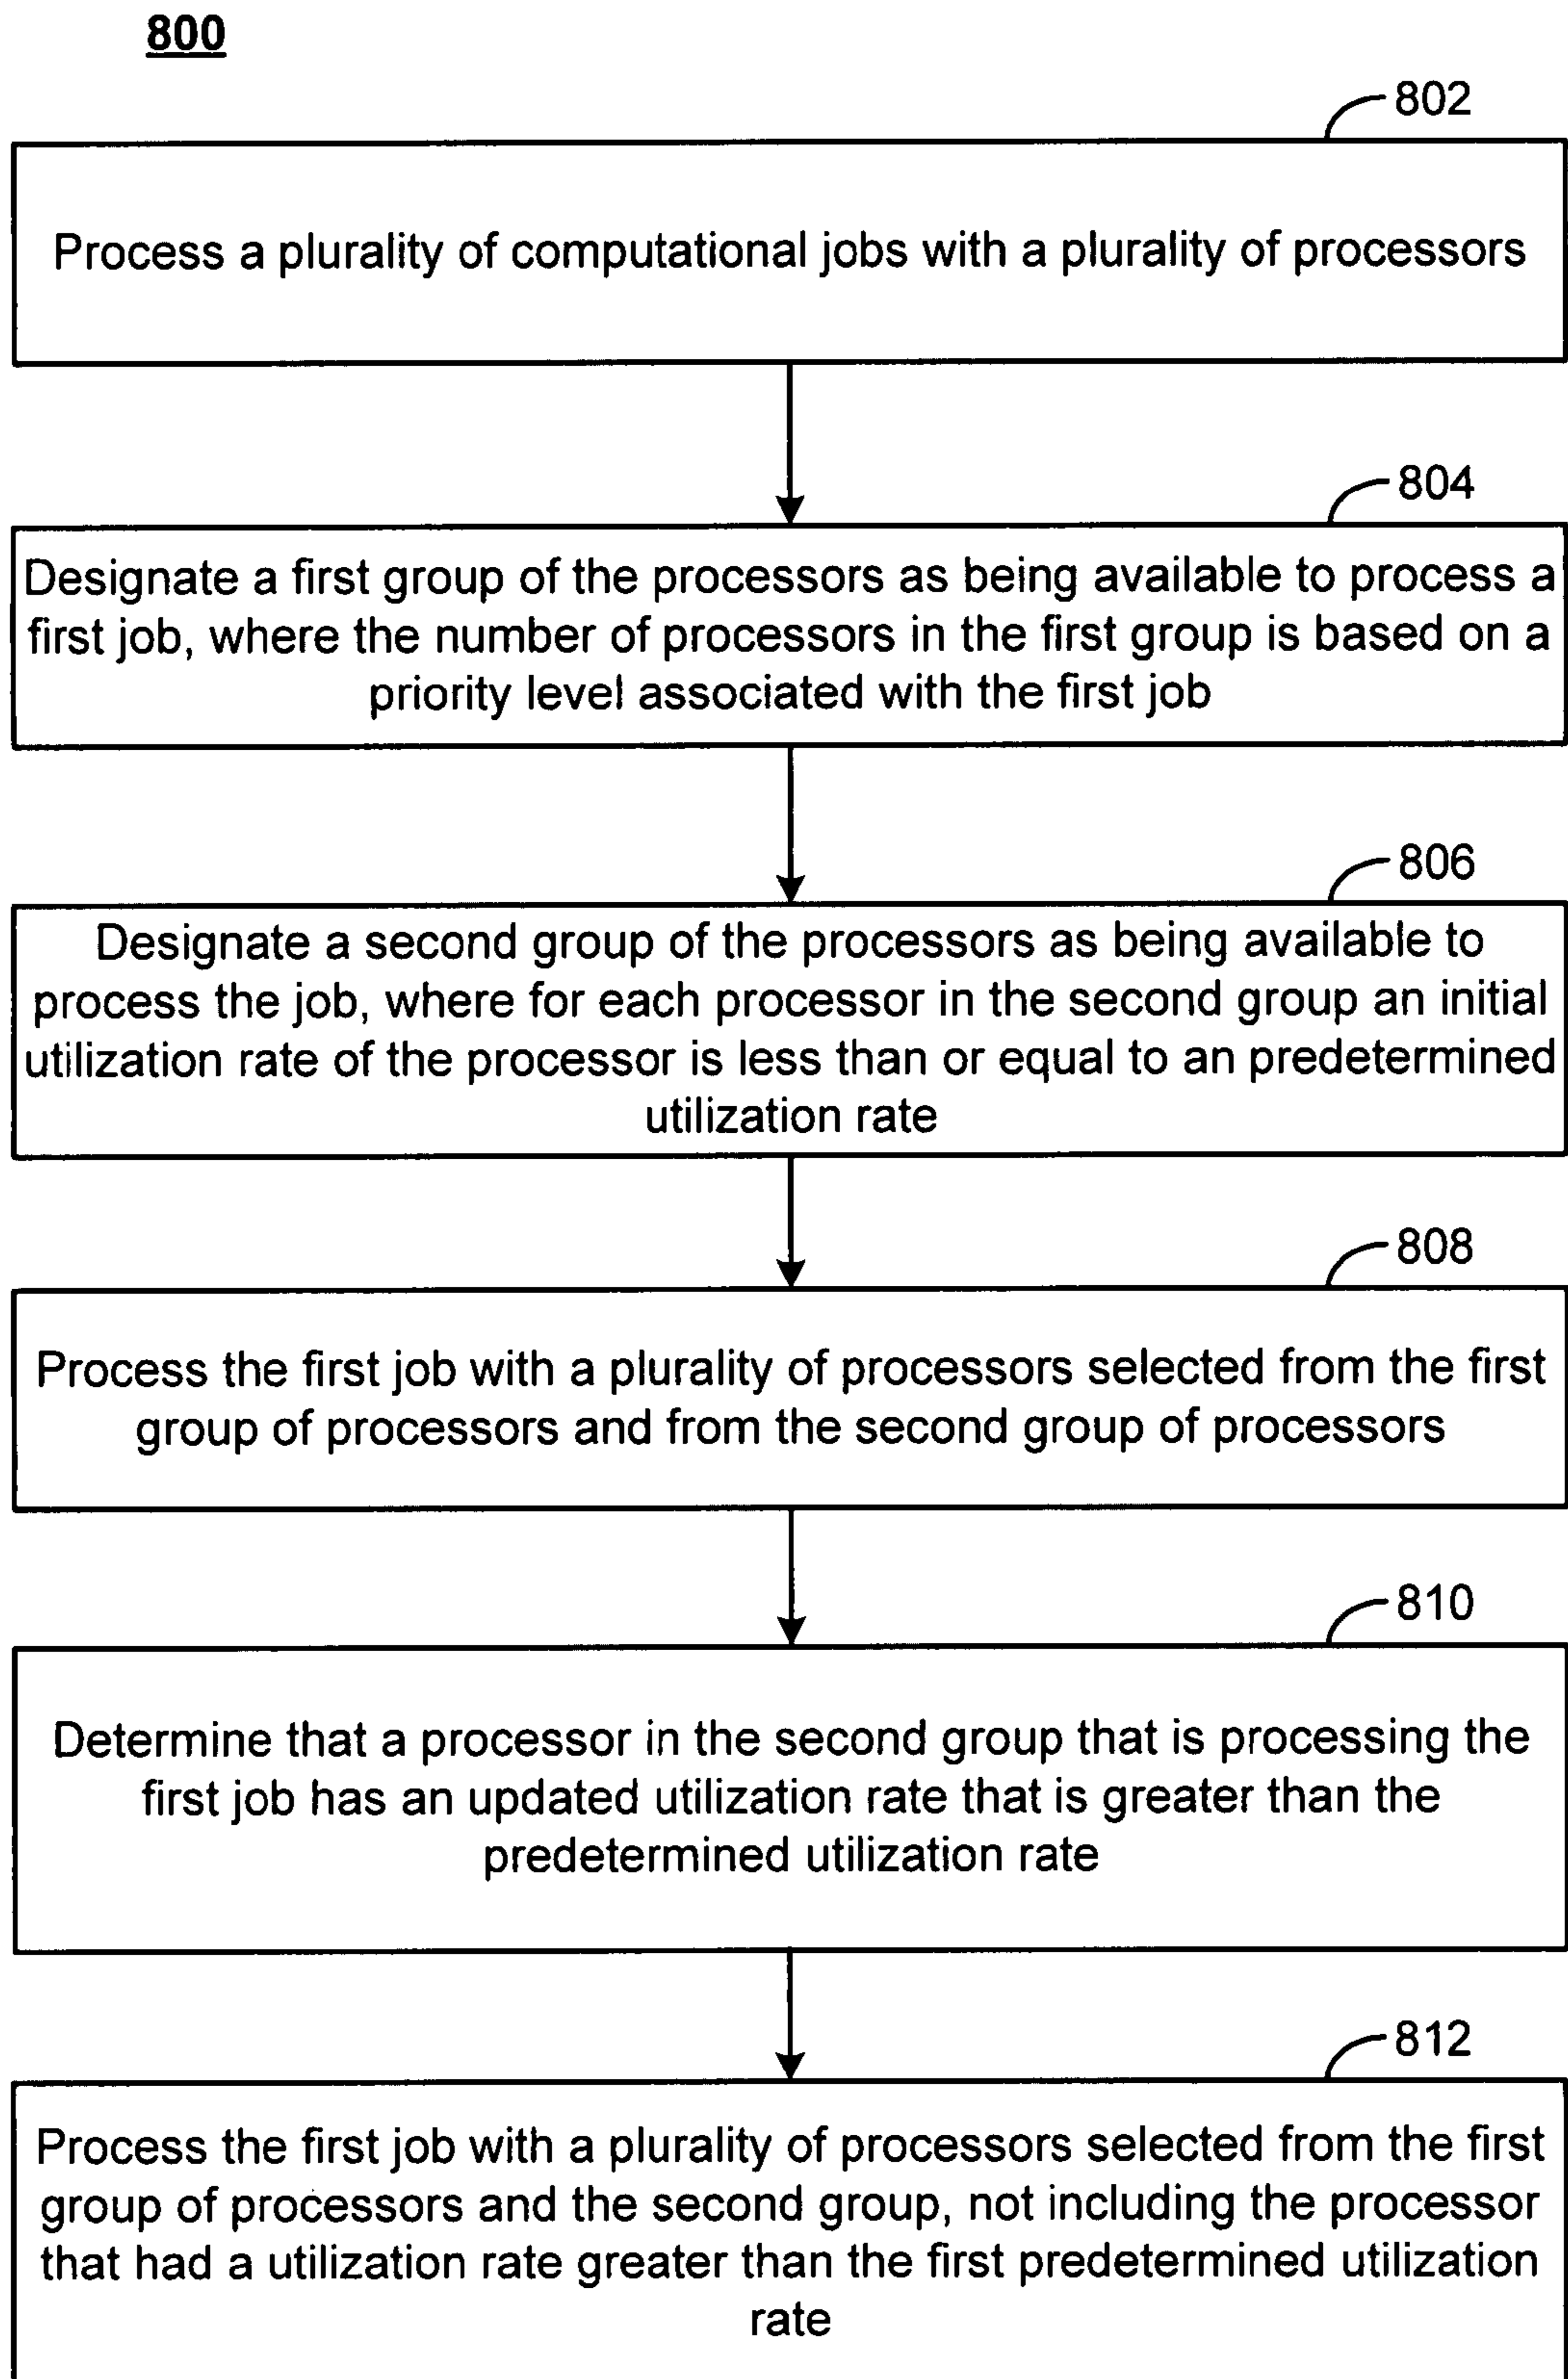 800
802
Process a plurality of computational jobs with a plurality of processors
804
Designate a first group of the processors as being available to process a
first job, where the number of processors in the first group is based on a
priority level associated with the first job
806
Designate a second group of the processors as being available to
process the job, where for each processor in the second group an initial
utilization rate of the processor is less than or equal to an predetermined
utilization rate
808
Process the first job with a plurality of processors selected from the first
group of processors and from the second group of processors
810
Determine that a processor in the second group that is processing the
first job has an updated utilization rate that is greater than the
predetermined utilization rate
812
Process the first job with a plurality of processors selected from the first
group of processors and the second group, not including the processor
that had a utilization rate greater than the first predetermined utilization
rate